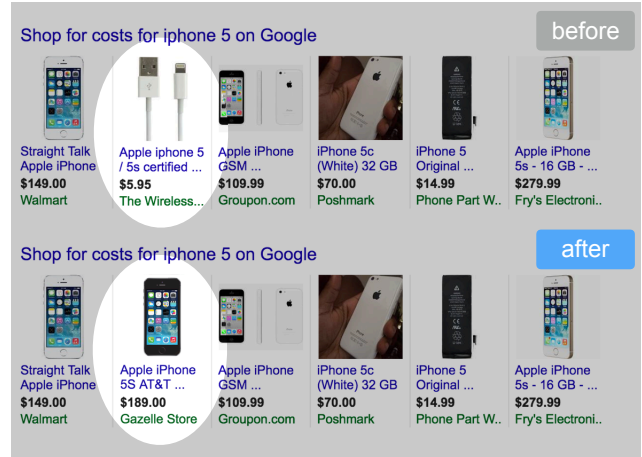 before
Shop for costs for iphone 5 on Google
Straight Talk Apple iPhone $149.00 Walmart
Apple iphone 5 / 5s certified ... $5.95 The Wireless...
Apple iPhone GSM ... $109.99 Groupon.com
iPhone 5c (White) 32 GB $70.00 Poshmark
iPhone 5 Original ... $14.99 Phone Part W..
Apple iPhone 5s - 16 GB - ... $279.99 Fry's Electroni..
after
Shop for costs for iphone 5 on Google
Straight Talk Apple iPhone $149.00 Walmart
Apple iPhone 5S AT&T ... $189.00 Gazelle Store
Apple iPhone GSM ... $109.99 Groupon.com
iPhone 5c (White) 32 GB $70.00 Poshmark
iPhone 5 Original ... $14.99 Phone Part W..
Apple iPhone 5s - 16 GB - ... $279.99 Fry's Electroni..